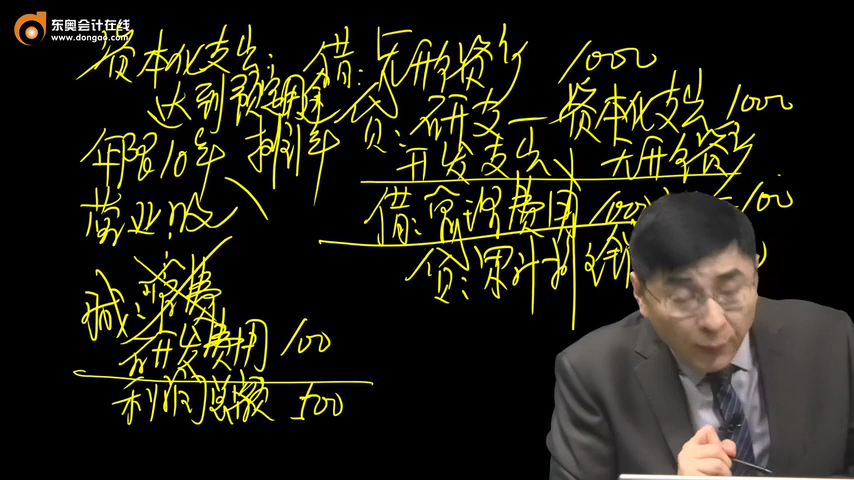 东奥会计在线
www.dongao.com
资本化支出：借：无形资产 1000
达到预定用途 贷：研支—资本化支出 1000
年限10年 摊销 开发支出 无形资产
营业收入 借：管理费用 1000 100
减：管费 贷：累计摊销
研发费用 100
利润总额 -100